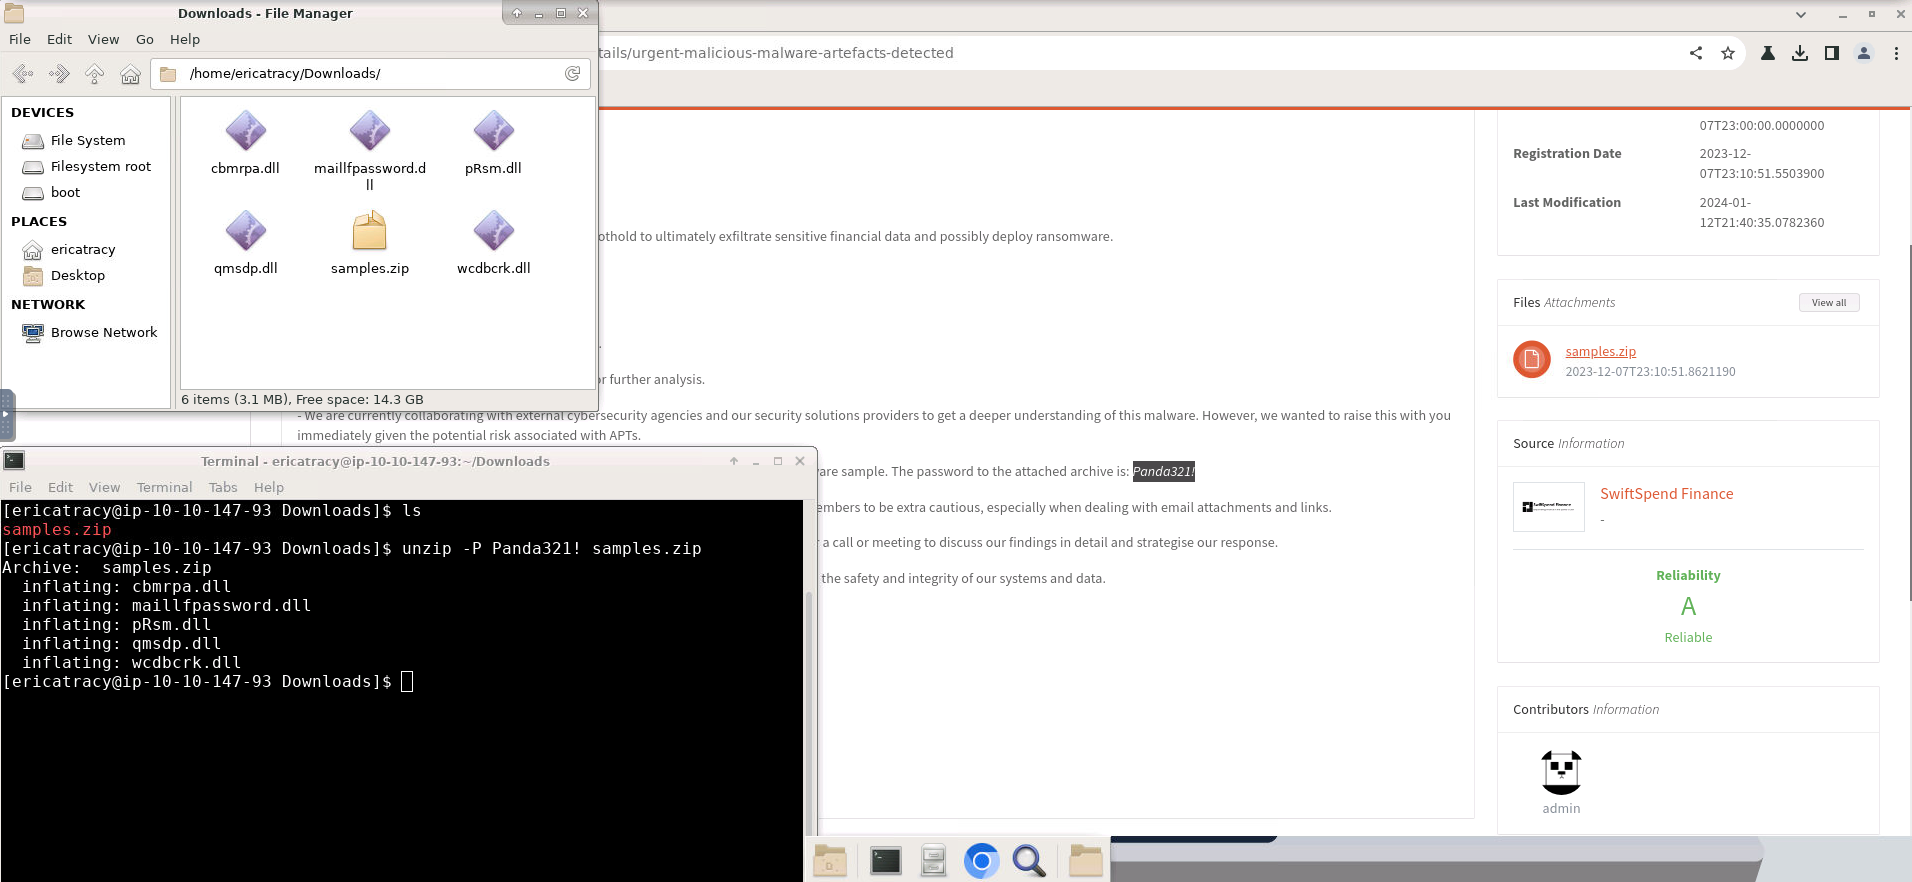 Downloads - File Manager
File Edit View Go Help
/home/ericatracy/Downloads/
DEVICES
File System
Filesystem root
boot
PLACES
ericatracy
Desktop
NETWORK
Browse Network
cbmrpa.dll
maillfpassword.d
ll
pRsm.dll
qmsdp.dll
samples.zip
wcdbcrk.dll
6 items (3.1 MB), Free space: 14.3 GB
tails/urgent-malicious-malware-artefacts-detected
othold to ultimately exfiltrate sensitive financial data and possibly deploy ransomware.
.
or further analysis.
- We are currently collaborating with external cybersecurity agencies and our security solutions providers to get a deeper understanding of this malware. However, we wanted to raise this with you
immediately given the potential risk associated with APTs.
are sample. The password to the attached archive is: Panda321!
embers to be extra cautious, especially when dealing with email attachments and links.
r a call or meeting to discuss our findings in detail and strategise our response.
the safety and integrity of our systems and data.
Terminal - ericatracy@ip-10-10-147-93:~/Downloads
File Edit View Terminal Tabs Help
[ericatracy@ip-10-10-147-93 Downloads]$ ls
samples.zip
[ericatracy@ip-10-10-147-93 Downloads]$ unzip -P Panda321! samples.zip
Archive:  samples.zip
inflating: cbmrpa.dll
inflating: maillfpassword.dll
inflating: pRsm.dll
inflating: qmsdp.dll
inflating: wcdbcrk.dll
[ericatracy@ip-10-10-147-93 Downloads]$
07T23:00:00.0000000
Registration Date 2023-12-
07T23:10:51.5503900
Last Modification 2024-01-
12T21:40:35.0782360
Files Attachments View all
samples.zip
2023-12-07T23:10:51.8621190
Source Information
SwiftSpend Finance
SwiftSpend Finance
-
Reliability
A
Reliable
Contributors Information
admin